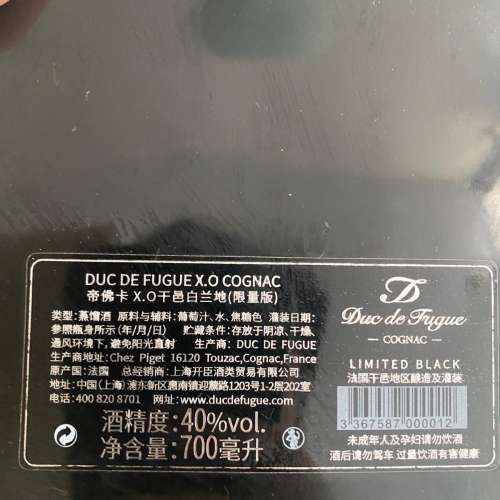 DUC DE FUGUE X.O COGNAC
帝佛卡 X.O干邑白兰地(限量版)
类型:蒸馏酒 原料与辅料:葡萄汁、水、焦糖色 灌装日期:
参照瓶身所示(年/月/日) 贮藏条件:存放于阴凉、干燥、
通风环境下,避免阳光直射 生产商: DUC DE FUGUE
生产商地址:Chez Piget 16120 Touzac,Cognac,France
原产国:法国 总经销商:上海开臣酒类贸易有限公司
地址:中国(上海)浦东新区惠南镇迎薰路1203号1-2层202室
电话:400 820 8701 网址:www.ducdefugue.com
酒精度:40%vol.
净含量:700毫升
D
Duc de Fugue
COGNAC
LIMITED BLACK
法国干邑地区酿造及灌装
3 367587 000012
未成年人及孕妇请勿饮酒
酒后请勿驾车 过量饮酒有害健康